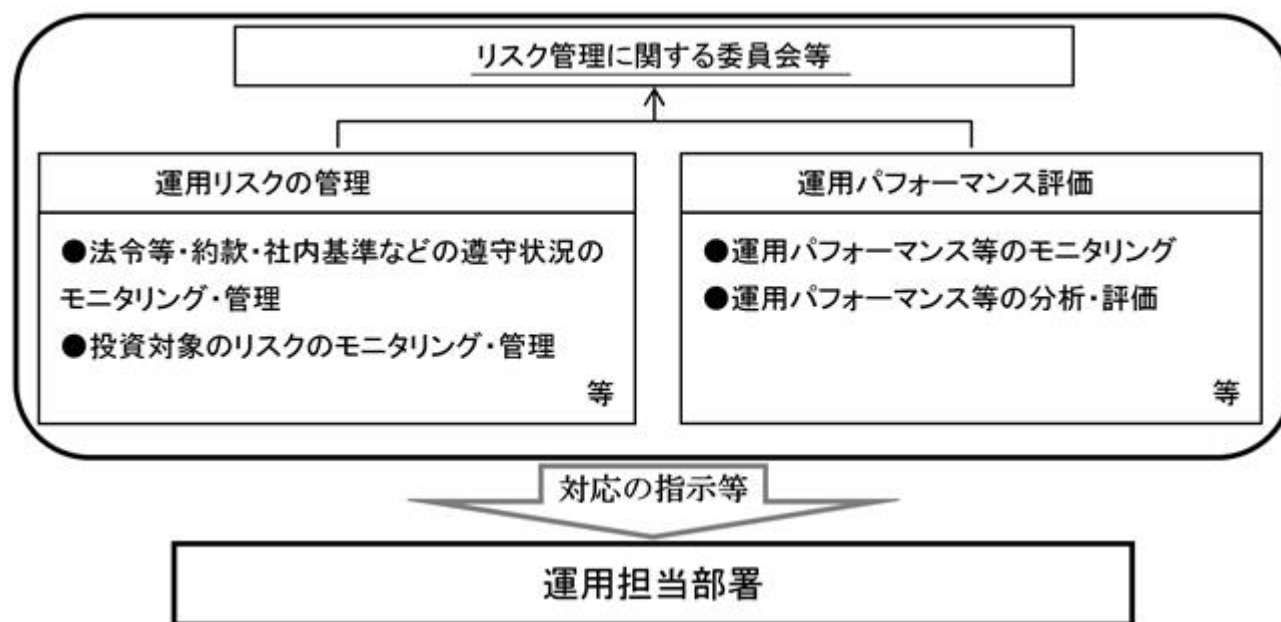 リスク管理に関する委員会等
運用リスクの管理
●法令等・約款・社内基準などの遵守状況の
モニタリング・管理
●投資対象のリスクのモニタリング・管理
等
運用パフォーマンス評価
●運用パフォーマンス等のモニタリング
●運用パフォーマンス等の分析・評価
等
対応の指示等
運用担当部署